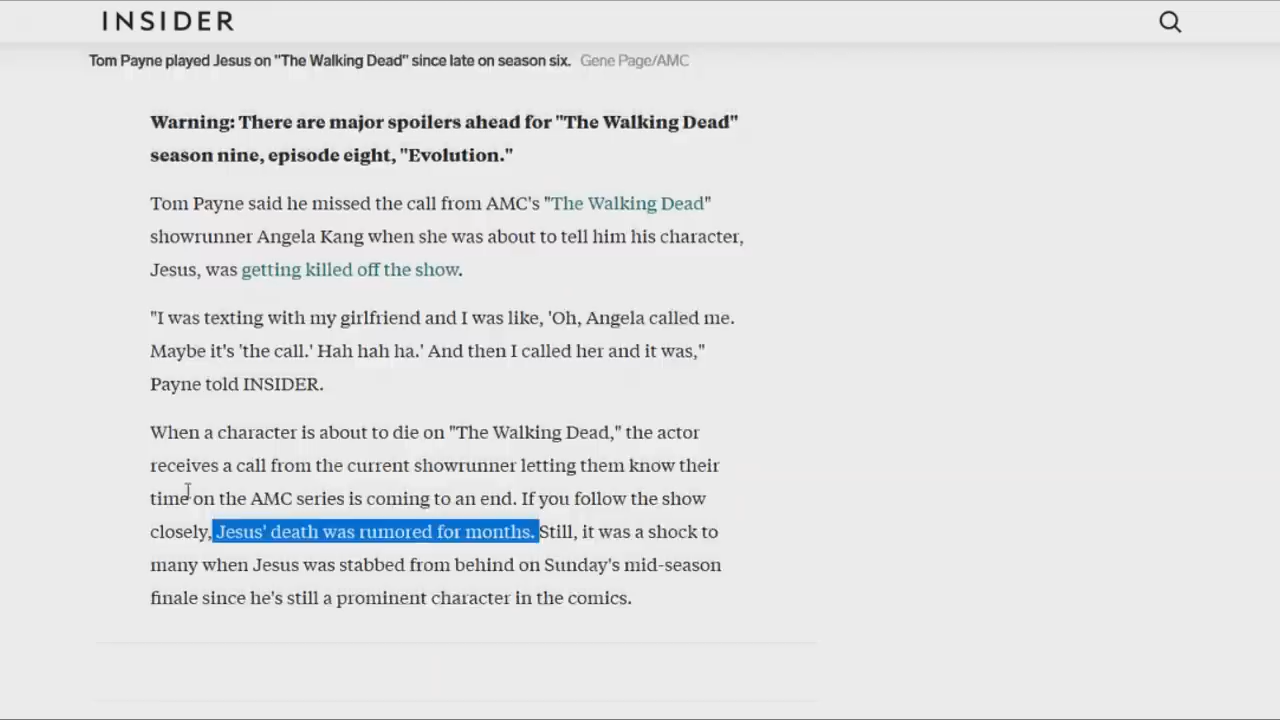 INSIDER
Tom Payne played Jesus on "The Walking Dead" since late on season six. Gene Page/AMC
Warning: There are major spoilers ahead for "The Walking Dead"
season nine, episode eight, "Evolution."
Tom Payne said he missed the call from AMC's "The Walking Dead"
showrunner Angela Kang when she was about to tell him his character,
Jesus, was getting killed off the show.
"I was texting with my girlfriend and I was like, 'Oh, Angela called me.
Maybe it's 'the call.' Hah hah ha.' And then I called her and it was,"
Payne told INSIDER.
When a character is about to die on "The Walking Dead," the actor
receives a call from the current showrunner letting them know their
time on the AMC series is coming to an end. If you follow the show
closely, Jesus' death was rumored for months. Still, it was a shock to
many when Jesus was stabbed from behind on Sunday's mid-season
finale since he's still a prominent character in the comics.